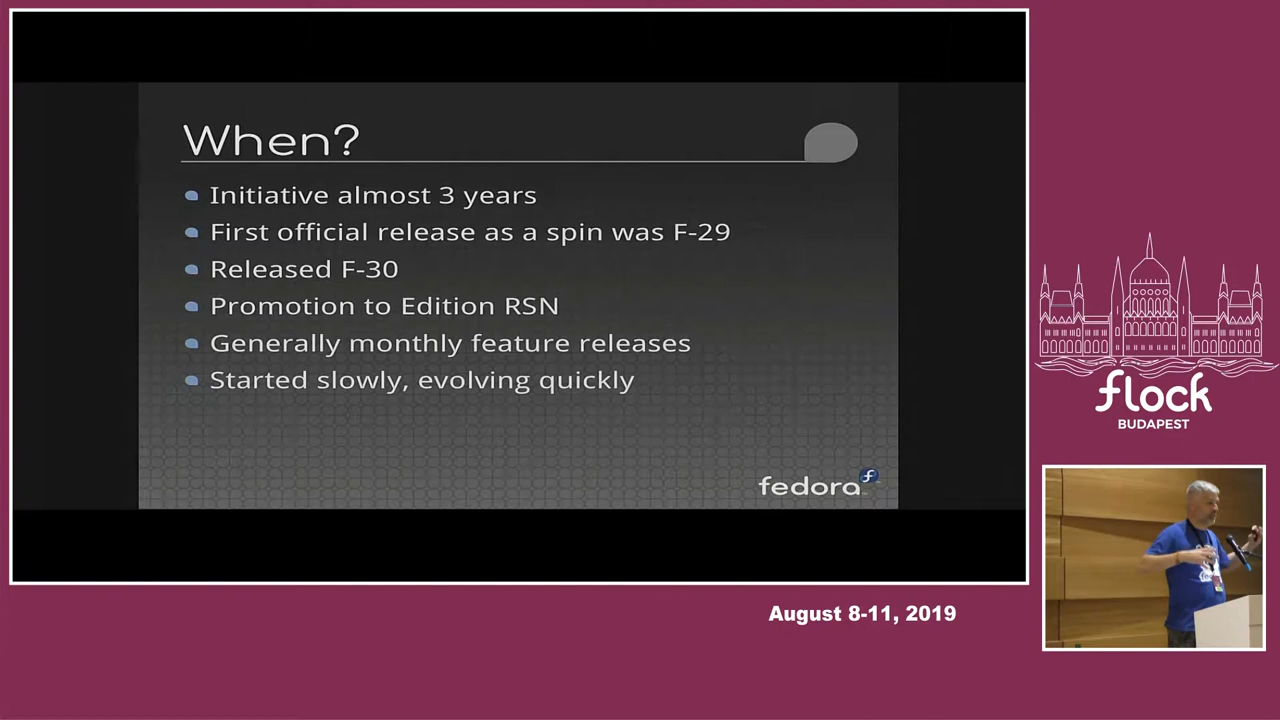 When?
Initiative almost 3 years
First official release as a spin was F-29
Released F-30
Promotion to Edition RSN
Generally monthly feature releases
Started slowly, evolving quickly
fedora
flock
BUDAPEST
August 8-11, 2019